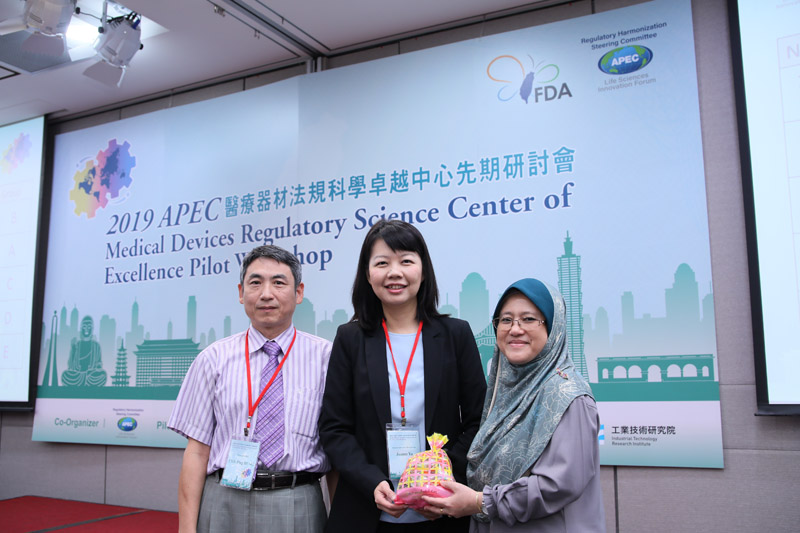 Regulatory Harmonization
Steering Committee
FDA
APEC
Life Sciences
Innovation Forum
2019 APEC 醫療器材法規科學卓越中心先期研討會
Medical Devices Regulatory Science Center of
Excellence Pilot Workshop
Co-Organizer
APEC
工業技術研究院
Industrial Technology
Research Institute